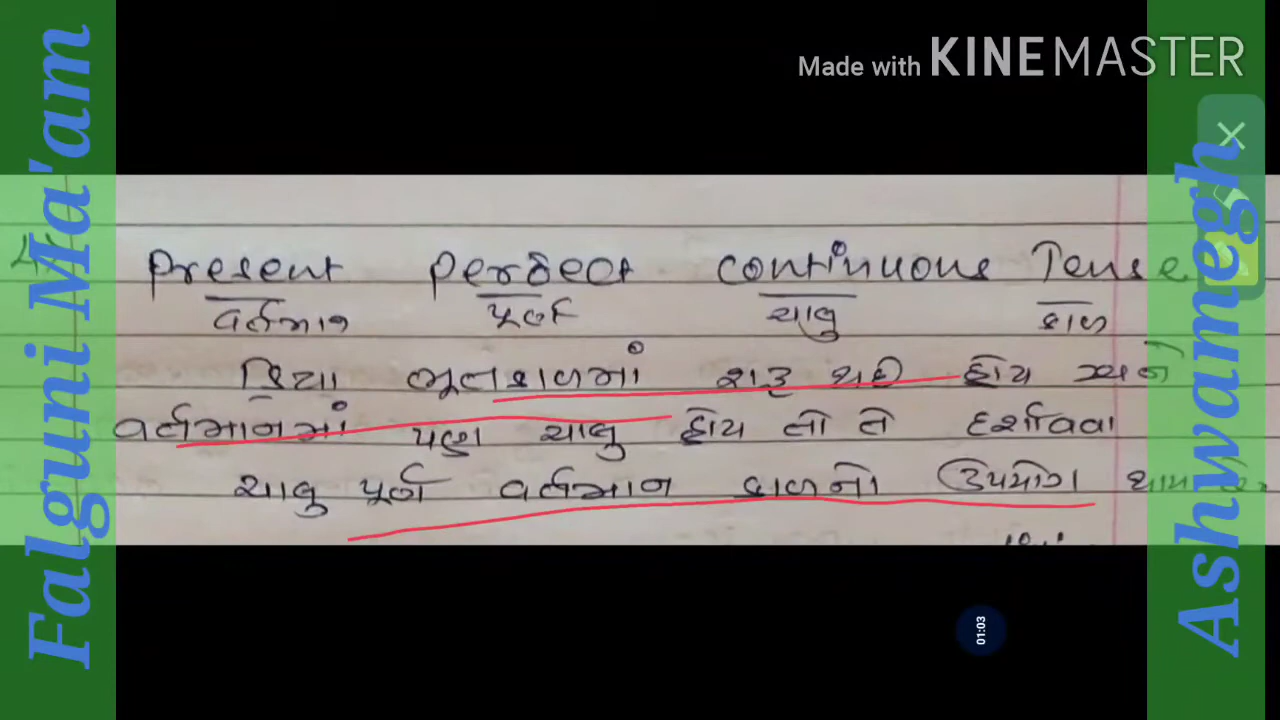 Made with KINEMASTER
Falguni Ma'am
Ashwamegh
Present Perfect continuous Tense
વર્તમાન પૂર્ણ ચાલુ કાળ
ક્રિયા ભૂતકાળમાં શરૂ થઈ હોય અને
વર્તમાનમાં પણ ચાલુ હોય તો તે દર્શાવવા
ચાલુ પૂર્ણ વર્તમાન કાળનો ઉપયોગ થાય છે.
01:03